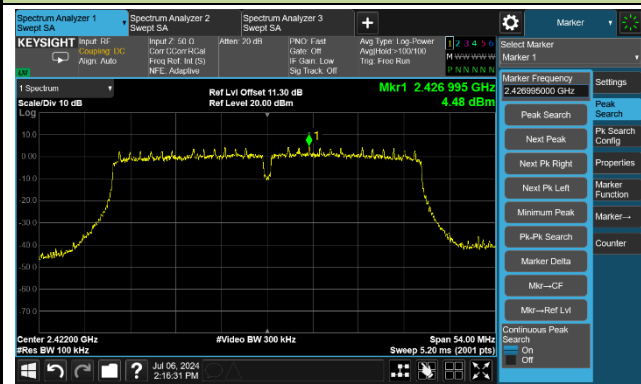 Spectrum Analyzer 1
Swept SA
Spectrum Analyzer 2
Swept SA
Spectrum Analyzer 3
Swept SA
+
Marker
KEYSIGHT
Input: RF
Coupling: DC
Align: Auto
Input Z: 50 Ω
Corr CCorr RCal
Freq Ref: Int (S)
NFE: Adaptive
Atten: 20 dB
PNO: Fast
Gate: Off
IF Gain: Low
Sig Track: Off
Avg Type: Log-Power
Avg|Hold:>100/100
Trig: Free Run
1 2 3 4 5 6
M W W W W W
P N N N N N
LW
Select Marker
Marker 1
1 Spectrum
Scale/Div 10 dB
Log
Ref Lvl Offset 11.30 dB
Ref Level 20.00 dBm
Mkr1 2.426 995 GHz
4.48 dBm
10.0
0.00
-10.0
-20.0
-30.0
-40.0
-50.0
-60.0
-70.0
1
Center 2.42200 GHz
#Res BW 100 kHz
#Video BW 300 kHz
Span 54.00 MHz
Sweep 5.20 ms (2001 pts)
Marker Frequency
2.426995000 GHz
Peak Search
Next Peak
Next Pk Right
Next Pk Left
Minimum Peak
Pk-Pk Search
Marker Delta
Mkr→CF
Mkr→Ref Lvl
Continuous Peak
Search
On
Off
Settings
Peak
Search
Pk Search
Config
Properties
Marker
Function
Marker→
Counter
?
Jul 06, 2024
2:16:31 PM